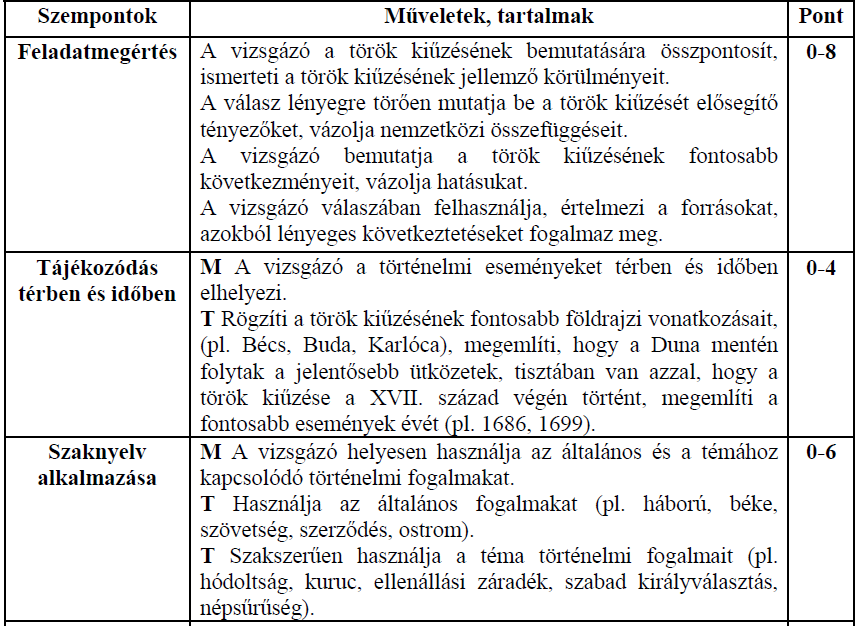 Szempontok Műveletek, tartalmak Pont
Feladatmegértés A vizsgázó a török kiűzésének bemutatására összpontosít, 0-8
ismerteti a török kiűzésének jellemző körülményeit.
A válasz lényegre törően mutatja be a török kiűzését elősegítő
tényezőket, vázolja nemzetközi összefüggéseit.
A vizsgázó bemutatja a török kiűzésének fontosabb
következményeit, vázolja hatásukat.
A vizsgázó válaszában felhasználja, értelmezi a forrásokat,
azokból lényeges következtetéseket fogalmaz meg.
Tájékozódás M A vizsgázó a történelmi eseményeket térben és időben 0-4
térben és időben elhelyezi.
T Rögzíti a török kiűzésének fontosabb földrajzi vonatkozásait,
(pl. Bécs, Buda, Karlóca), megemlíti, hogy a Duna mentén
folytak a jelentősebb ütközetek, tisztában van azzal, hogy a
török kiűzése a XVII. század végén történt, megemlíti a
fontosabb események évét (pl. 1686, 1699).
Szaknyelv M A vizsgázó helyesen használja az általános és a témához 0-6
alkalmazása kapcsolódó történelmi fogalmakat.
T Használja az általános fogalmakat (pl. háború, béke,
szövetség, szerződés, ostrom).
T Szakszerűen használja a téma történelmi fogalmait (pl.
hódoltság, kuruc, ellenállási záradék, szabad királyválasztás,
népsűrűség).